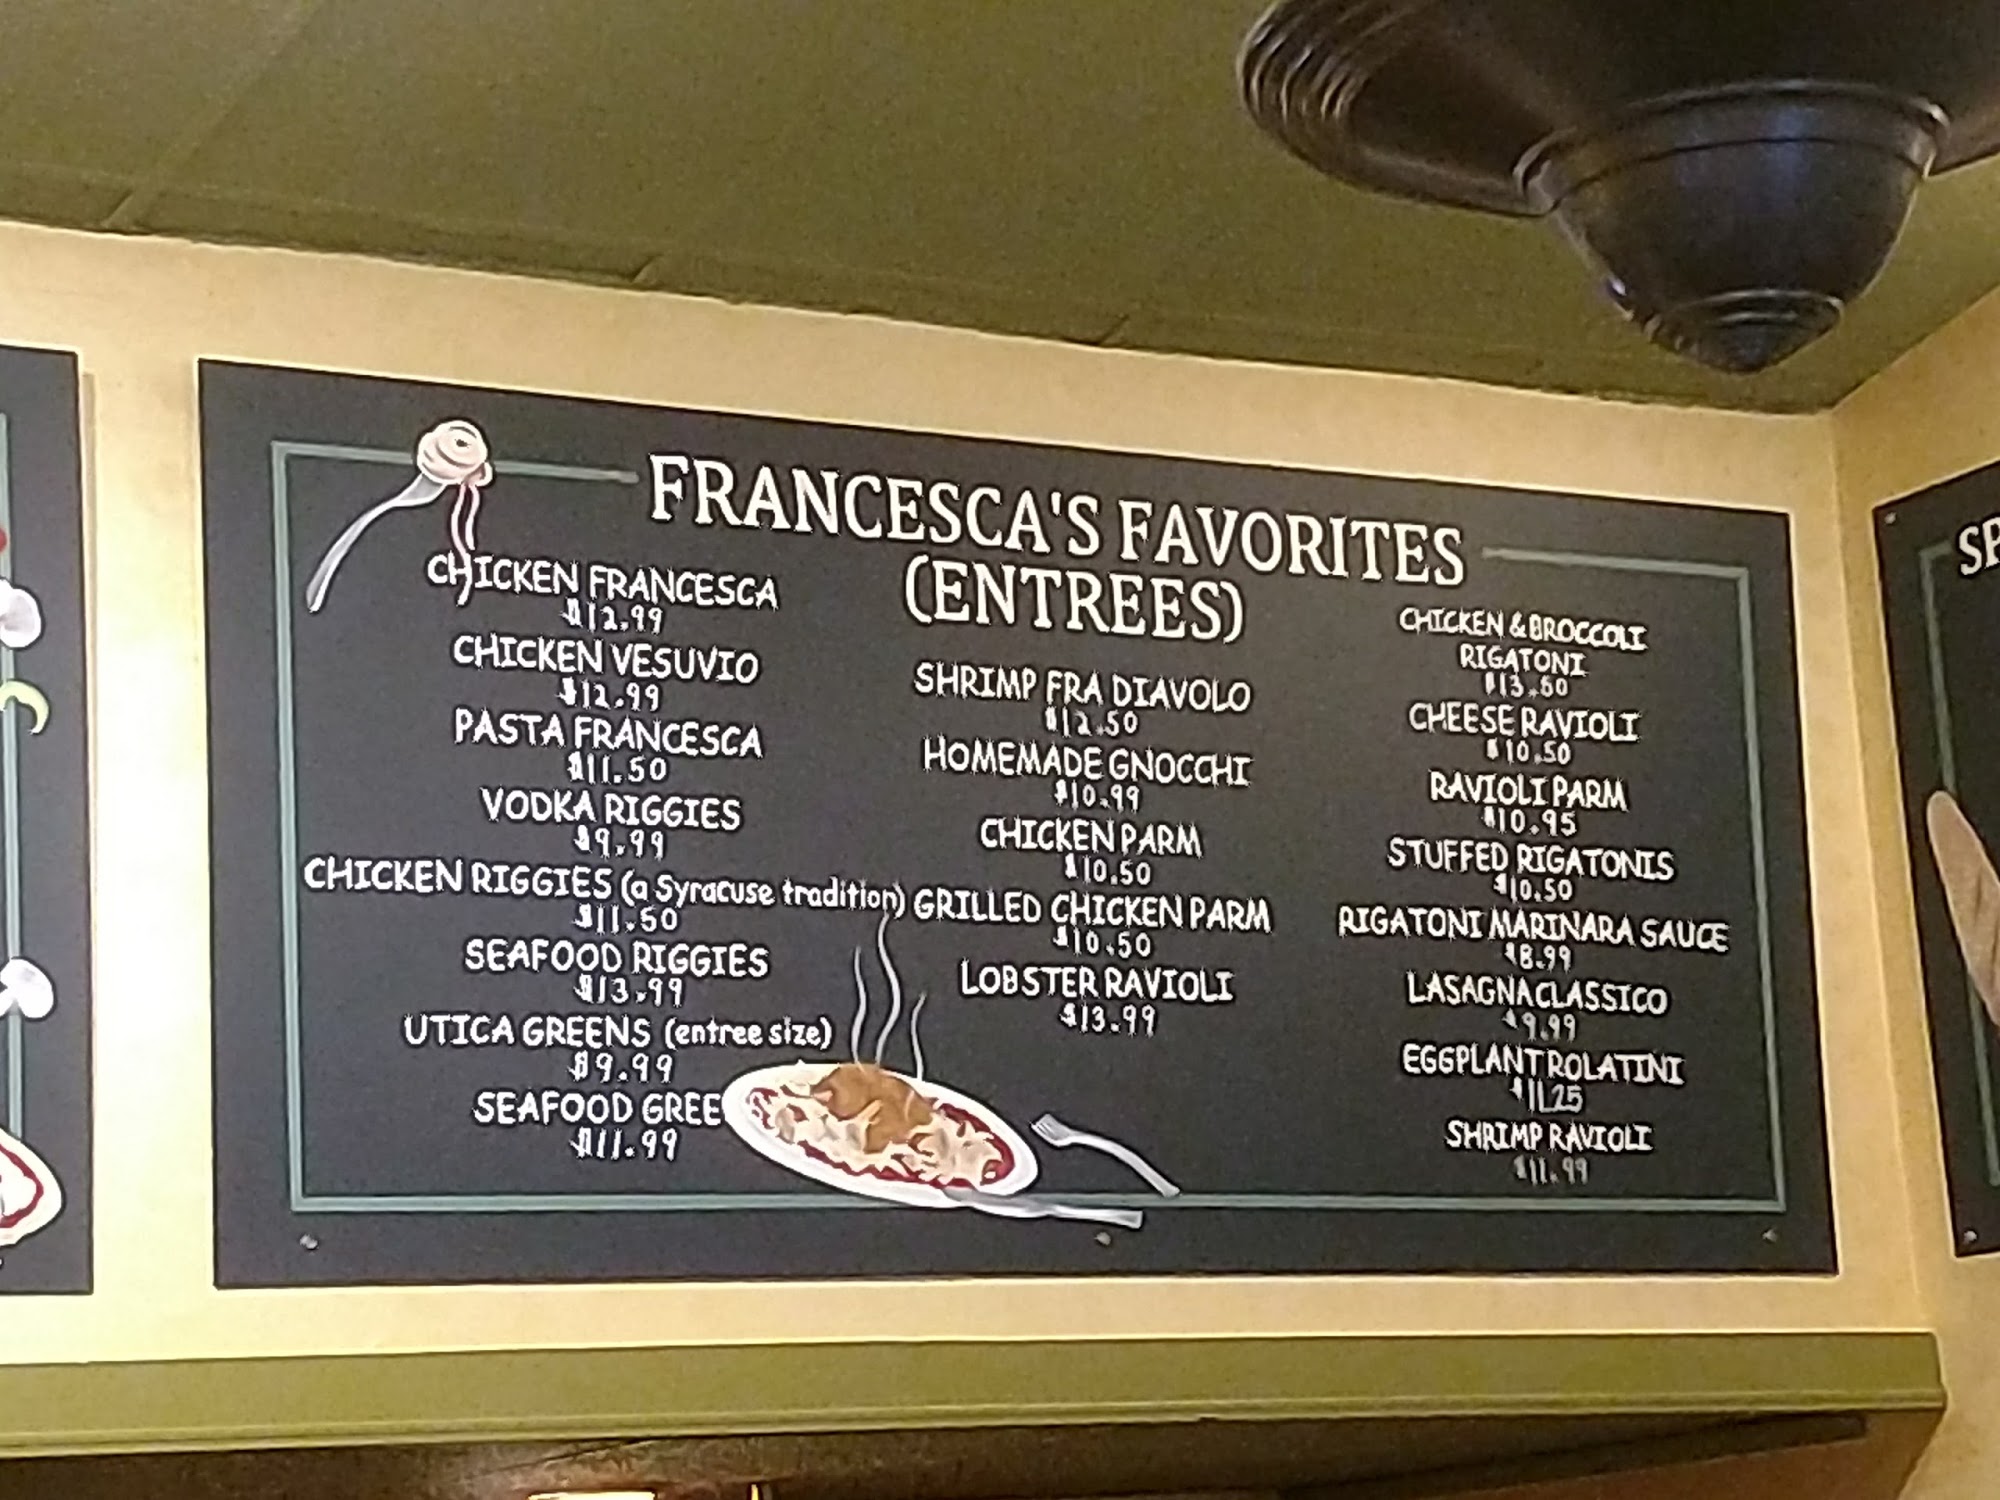 FRANCESCA'S FAVORITES
(ENTREES)
CHICKEN FRANCESCA
$12.99
CHICKEN VESUVIO
$12.99
PASTA FRANCESCA
$11.50
VODKA RIGGIES
$9.99
CHICKEN RIGGIES (a Syracuse tradition)
$11.50
SEAFOOD RIGGIES
$13.99
UTICA GREENS (entree size)
$9.99
SEAFOOD GREE
$11.99
SHRIMP FRA DIAVOLO
$12.50
HOMEMADE GNOCCHI
$10.99
CHICKEN PARM
$10.50
GRILLED CHICKEN PARM
$10.50
LOBSTER RAVIOLI
$13.99
CHICKEN & BROCCOLI
RIGATONI
$13.50
CHEESE RAVIOLI
$10.50
RAVIOLI PARM
$10.95
STUFFED RIGATONIS
$10.50
RIGATONI MARINARA SAUCE
$8.99
LASAGNA CLASSICO
$9.99
EGGPLANT ROLATINI
$11.25
SHRIMP RAVIOLI
$11.99
SP